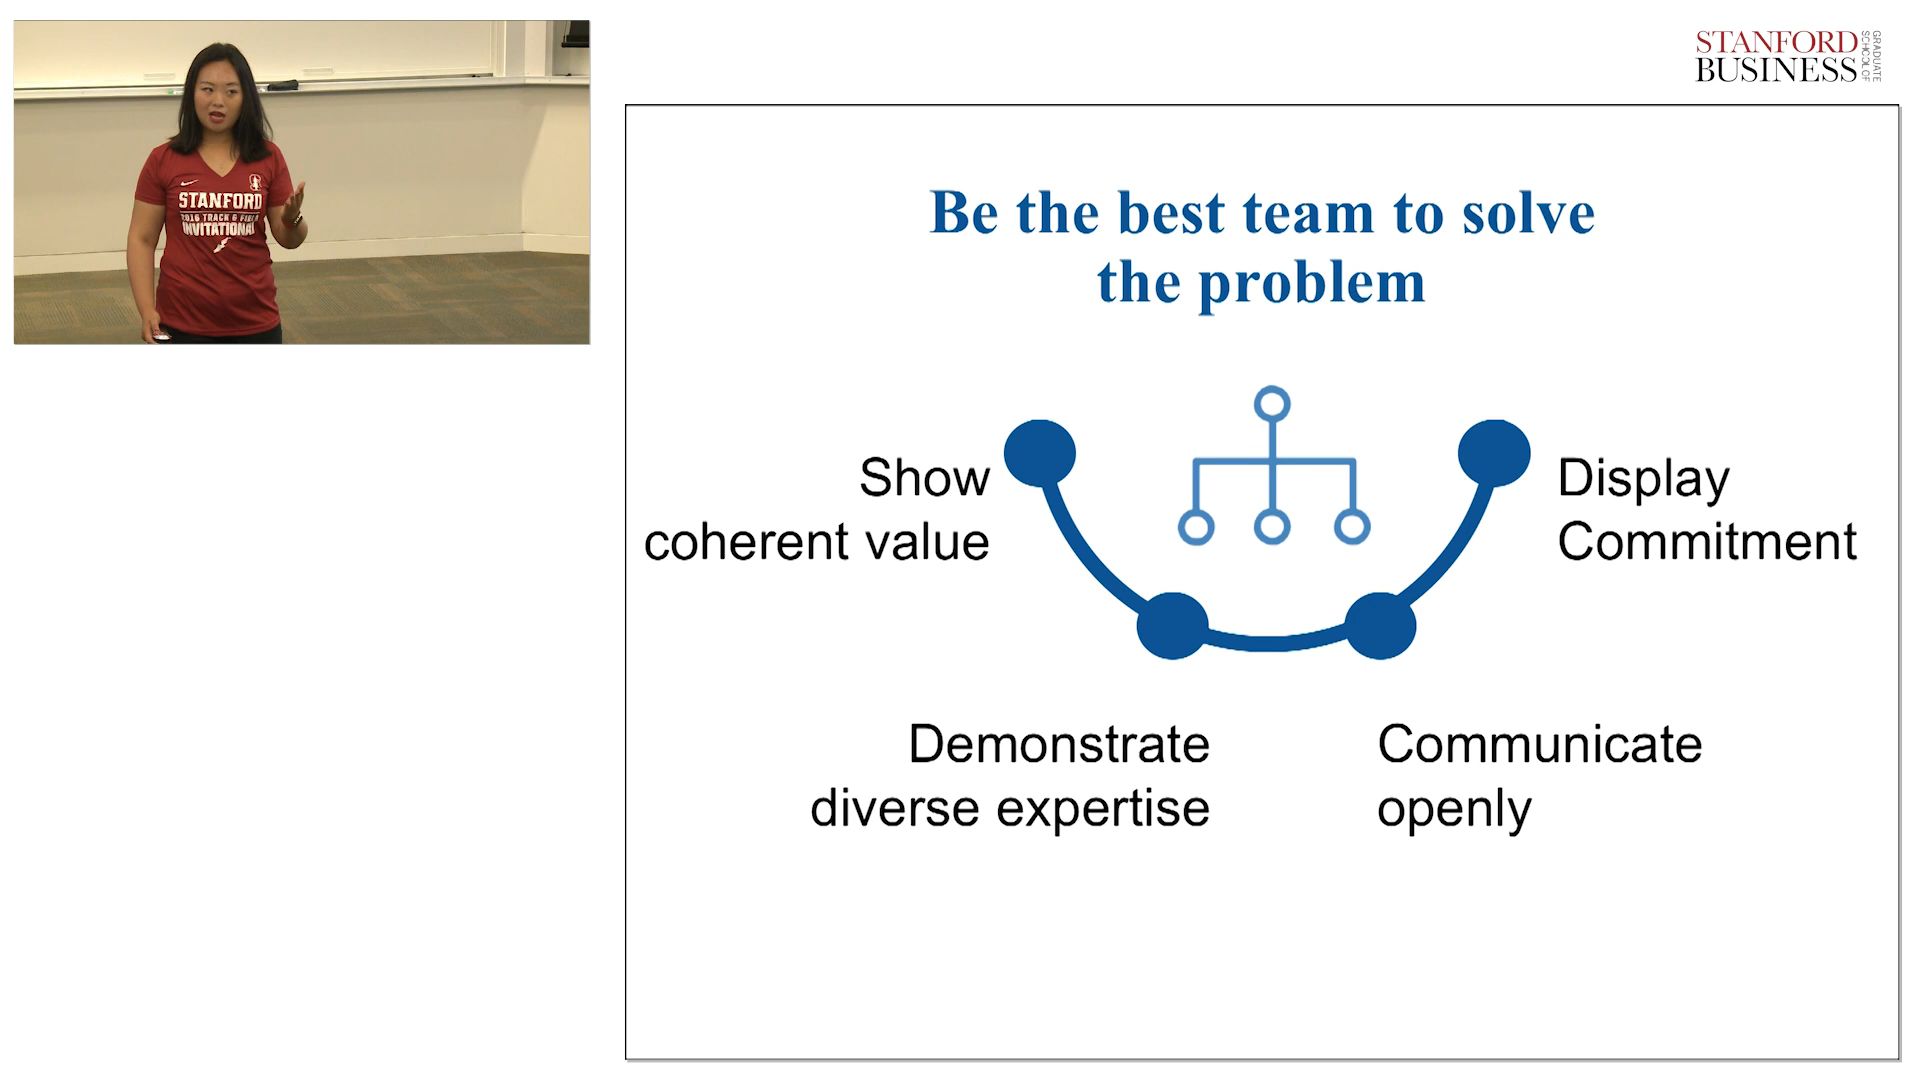 STANFORD
BUSINESS
GRADUATE
SCHOOL OF
STANFORD
2016 TRACK & FIELD
INVITATIONAL
Be the best team to solve
the problem
Show
coherent value
Display
Commitment
Demonstrate
diverse expertise
Communicate
openly